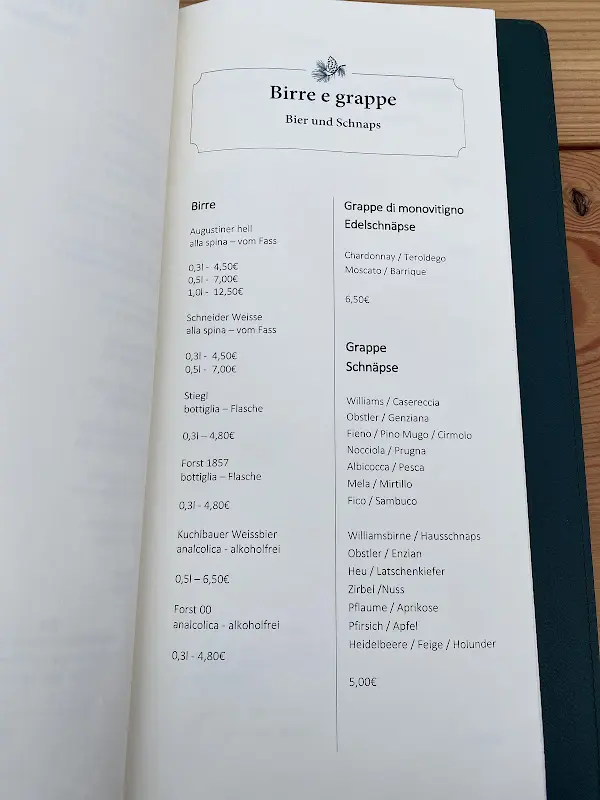 Birre e grappe
Bier und Schnaps
Birre
Augustiner hell
alla spina – vom Fass
0,3l - 4,50€
0,5l - 7,00€
1,0l - 12,50€
Schneider Weisse
alla spina – vom Fass
0,3l - 4,50€
0,5l - 7,00€
Stiegl
bottiglia – Flasche
0,3l – 4,80€
Forst 1857
bottiglia – Flasche
0,3l - 4,80€
Kuchlbauer Weissbier
analcolica - alkoholfrei
0,5l – 6,50€
Forst 00
analcolica - alkoholfrei
0,3l - 4,80€
Grappe di monovitigno
Edelschnäpse
Chardonnay / Teroldego
Moscato / Barrique
6,50€
Grappe
Schnäpse
Williams / Casereccia
Obstler / Genziana
Fieno / Pino Mugo / Cirmolo
Nocciola / Prugna
Albicocca / Pesca
Mela / Mirtillo
Fico / Sambuco
Williamsbirne / Hausschnaps
Obstler / Enzian
Heu / Latschenkiefer
Zirbel /Nuss
Pflaume / Aprikose
Pfirsich / Apfel
Heidelbeere / Feige / Holunder
5,00€